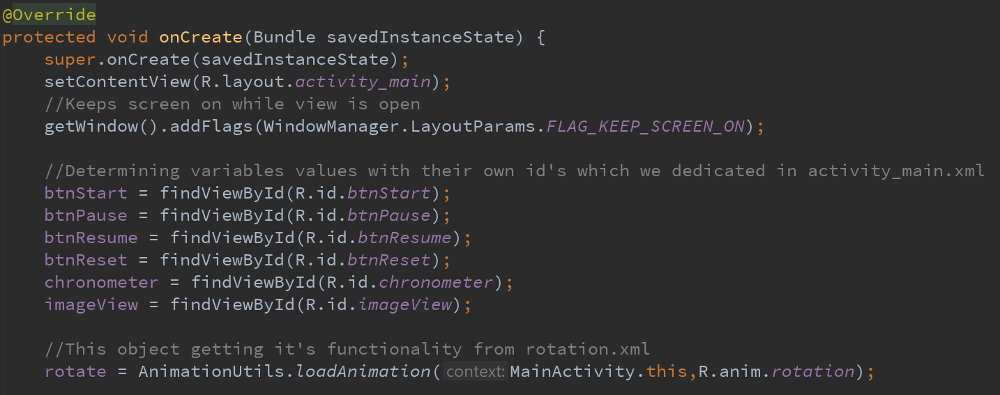 @Override
protected void onCreate(Bundle savedInstanceState) {
super.onCreate(savedInstanceState);
setContentView(R.layout.activity_main);
//Keeps screen on while view is open
getWindow().addFlags(WindowManager.LayoutParams.FLAG_KEEP_SCREEN_ON);
//Determining variables values with their own id's which we dedicated in activity_main.xml
btnStart = findViewById(R.id.btnStart);
btnPause = findViewById(R.id.btnPause);
btnResume = findViewById(R.id.btnResume);
btnReset = findViewById(R.id.btnReset);
chronometer = findViewById(R.id.chronometer);
imageView = findViewById(R.id.imageView);
//This object getting it's functionality from rotation.xml
rotate = AnimationUtils.loadAnimation( context: MainActivity.this,R.anim.rotation);